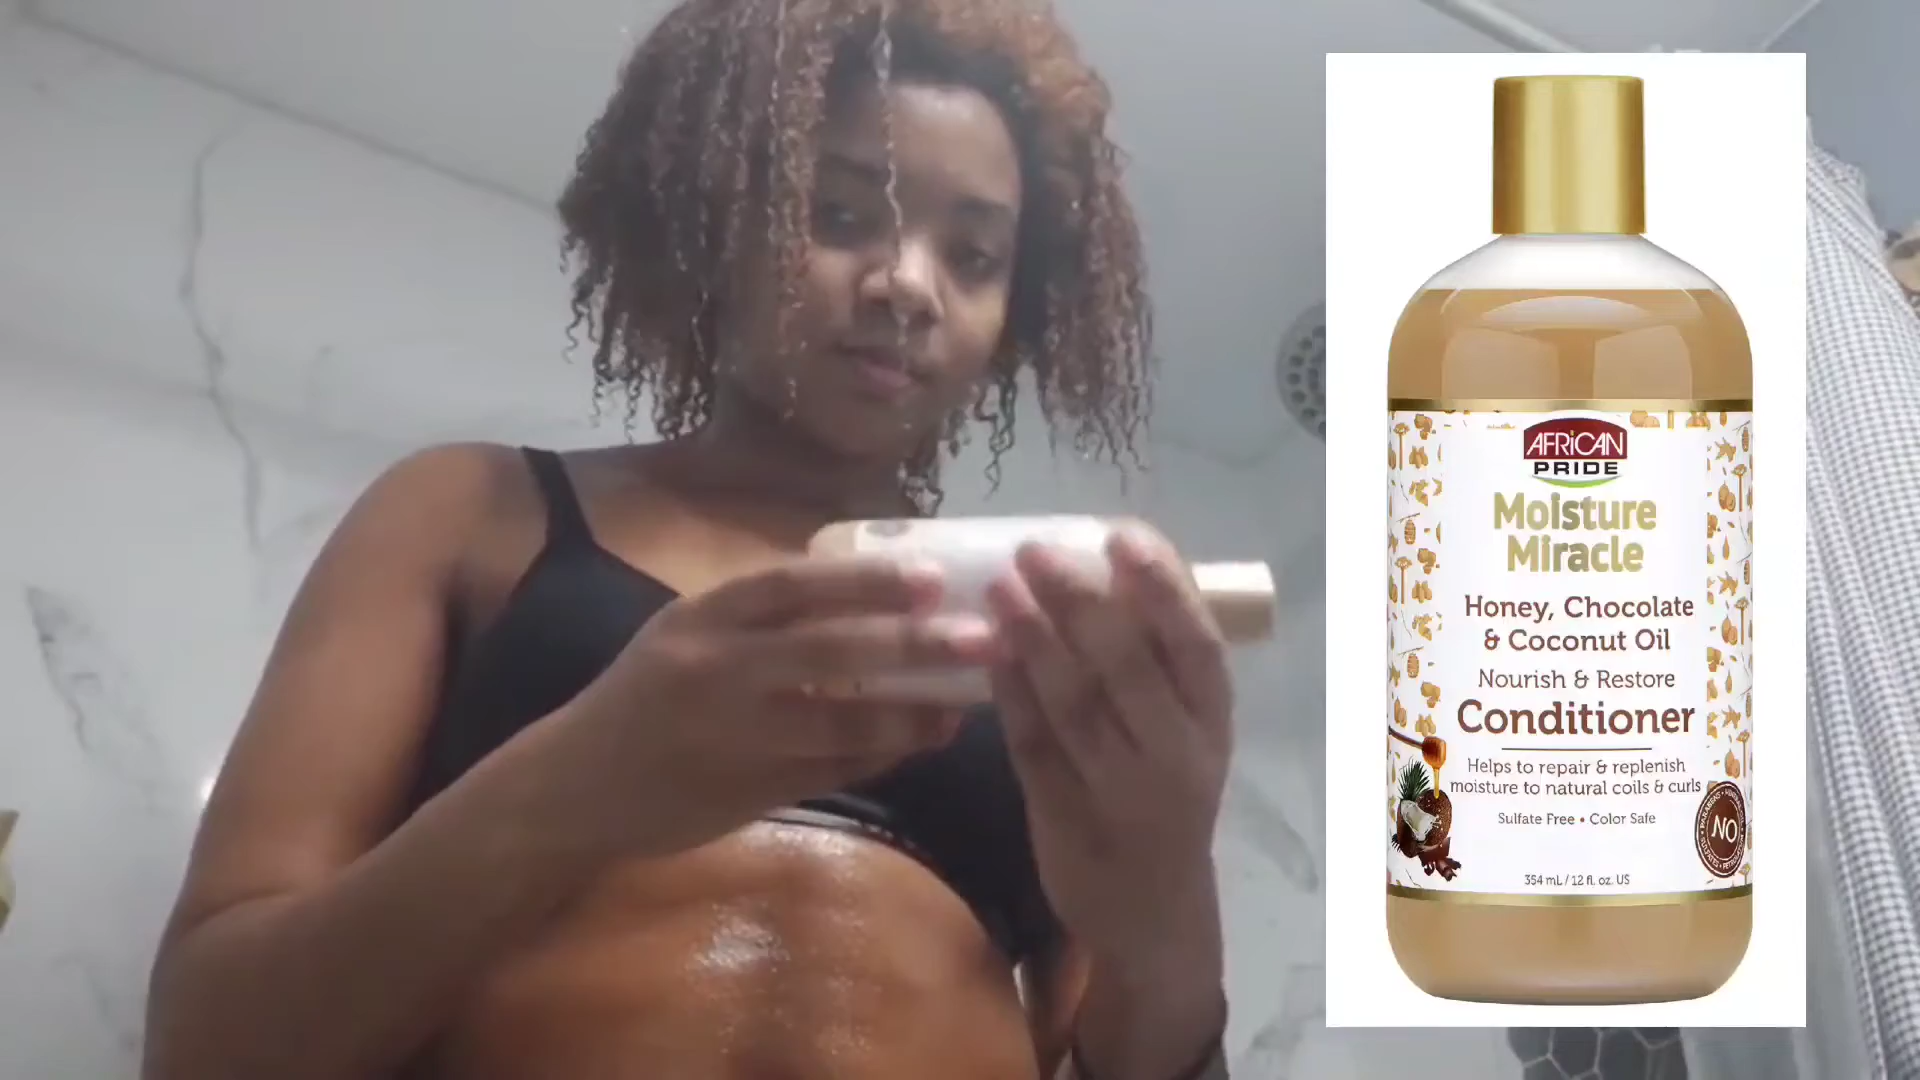 AFRiCAN
PRIDE
Moisture
Miracle
Honey, Chocolate
& Coconut Oil
Nourish & Restore
Conditioner
Helps to repair & replenish
moisture to natural coils & curls
Sulfate Free • Color Safe
NO
354 mL / 12 fl. oz. US